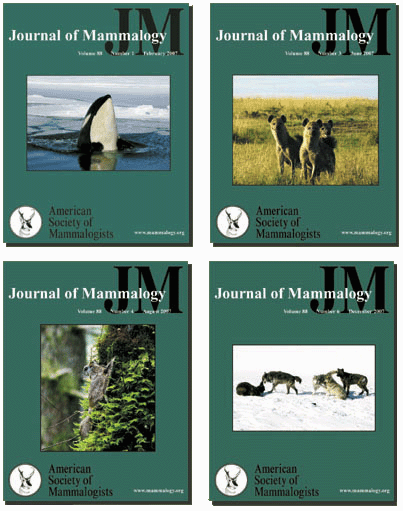 JM
Journal of Mammalogy
Volume 88 Number 1 February 2007
American
Society of
Mammalogists
www.mammalogy.org
JM
Journal of Mammalogy
Volume 88 Number 3 June 2007
American
Society of
Mammalogists
www.mammalogy.org
JM
Journal of Mammalogy
Volume 88 Number 4 August 2007
American
Society of
Mammalogists
www.mammalogy.org
JM
Journal of Mammalogy
Volume 88 Number 6 December 2007
American
Society of
Mammalogists
www.mammalogy.org